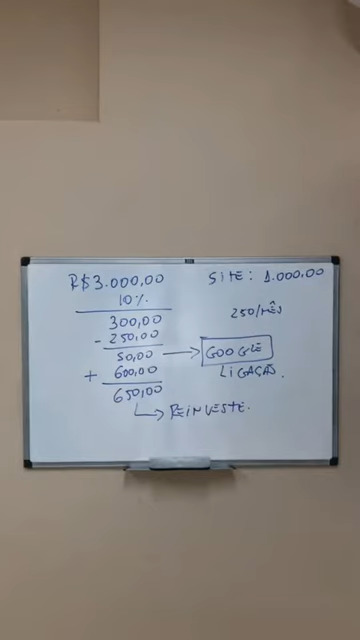 R$3.000,00
10%
300,00
- 250,00
50,00 → GOOGLE
+ 600,00
650,00
↳ REINVESTE.
SITE: 1.000,00
250/MÊS
LIGAÇÃO.